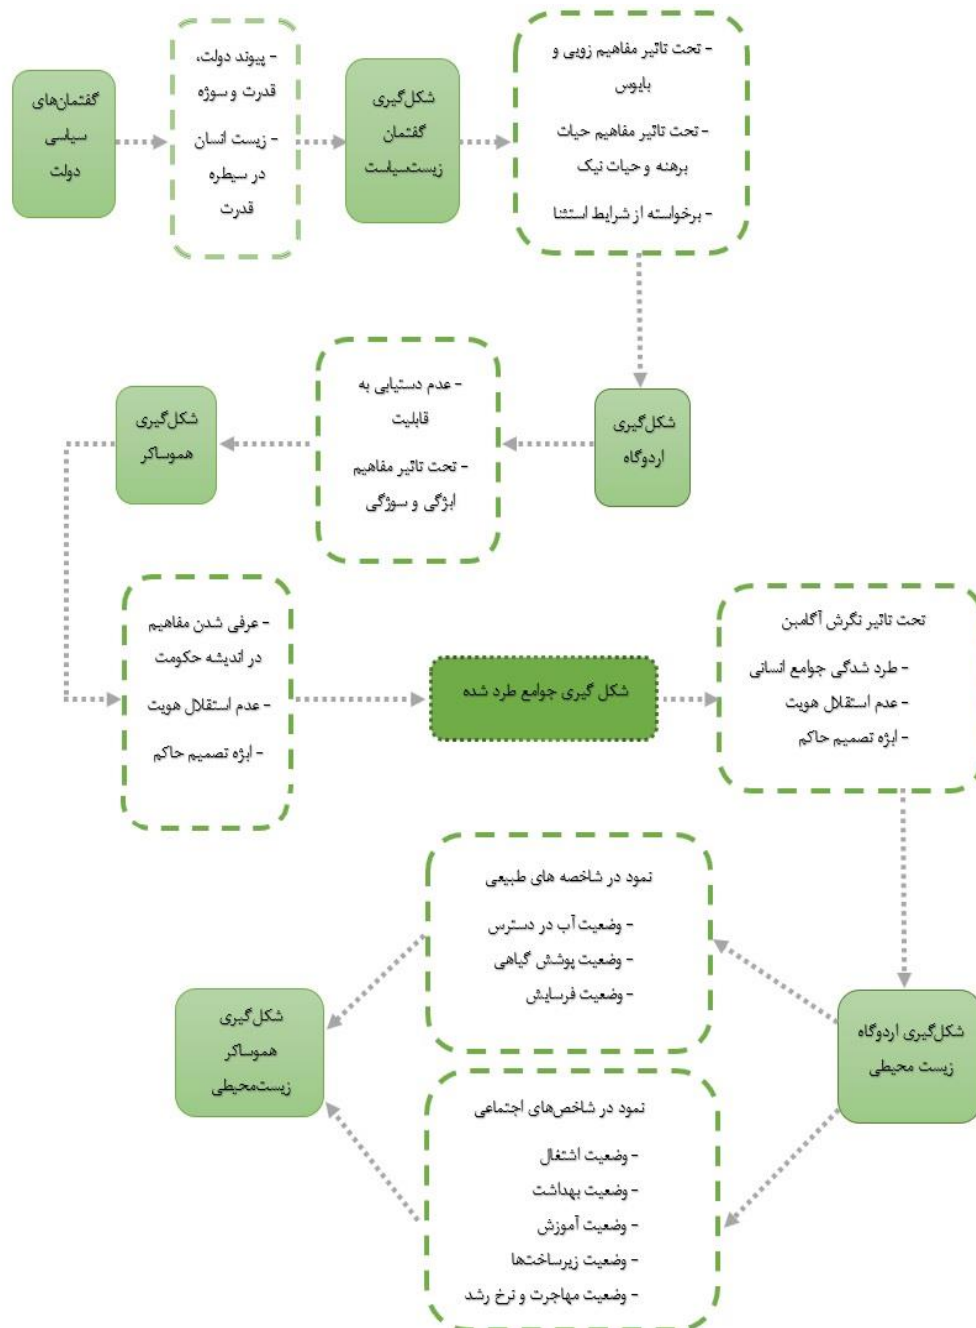 گفتمان‌های
سیاسی
دولت
- پیوند دولت،
قدرت و سوژه
- زیست انسان
در سیطره
قدرت
شکل‌گیری
گفتمان
زیست‌سیاست
- تحت تاثیر مفاهیم زویی و
بایوس
- تحت تاثیر مفاهیم حیات
برهنه و حیات نیک
- برخواسته از شرایط استثنا
شکل‌گیری
اردوگاه
- عدم دستیابی به
قابلیت
- تحت تاثیر مفاهیم
ابژگی و سوژگی
شکل‌گیری
هموساکر
- عرفی شدن مفاهیم
در اندیشه حکومت
- عدم استقلال هویت
- ابژه تصمیم حاکم
شکل گیری جوامع طرد شده
تحت تاثیر نگرش آگامبن
- طرد شدگی جوامع انسانی
- عدم استقلال هویت
- ابژه تصمیم حاکم
شکل‌گیری اردوگاه
زیست محیطی
نمود در شاخصه های طبیعی
- وضعیت آب در دسترس
- وضعیت پوشش گیاهی
- وضعیت فرسایش
نمود در شاخص‌های اجتماعی
- وضعیت اشتغال
- وضعیت بهداشت
- وضعیت آموزش
- وضعیت زیرساخت‌ها
- وضعیت مهاجرت و نرخ رشد
شکل‌گیری
هموساکر
زیست‌محیطی